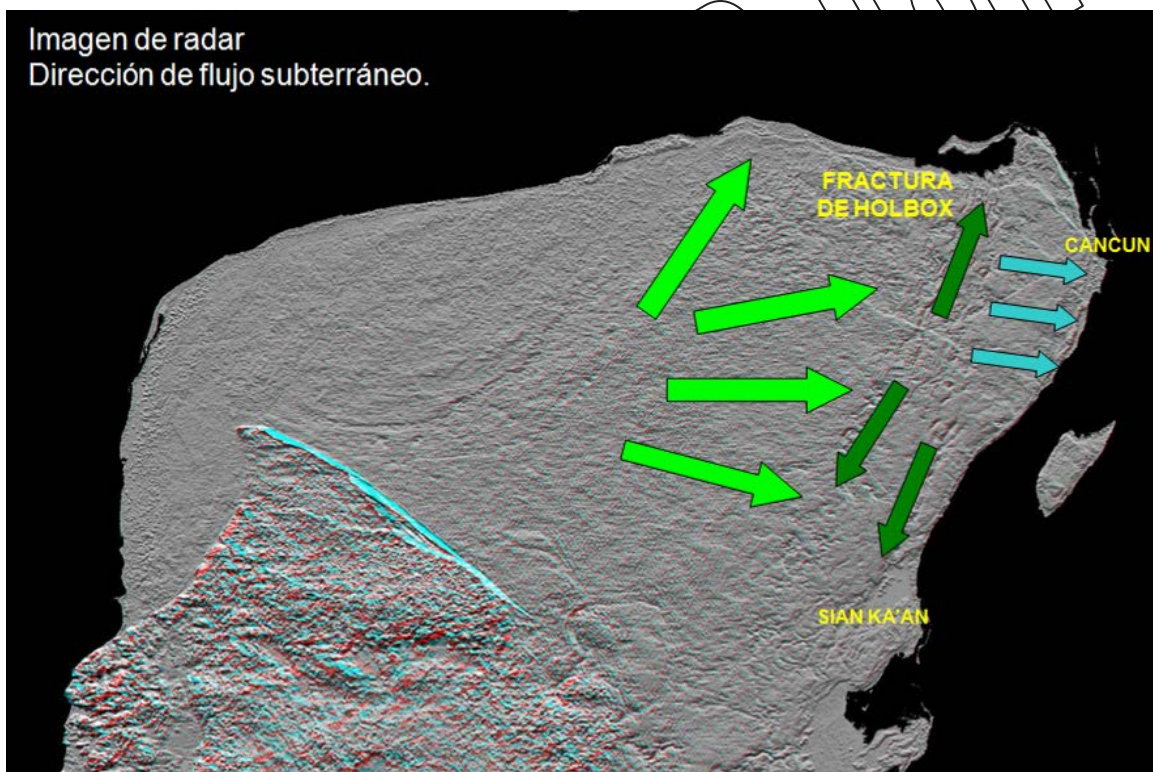 Imagen de radar
Dirección de flujo subterráneo.
FRACTURA
DE HOLBOX
CANCUN
SIAN KA'AN